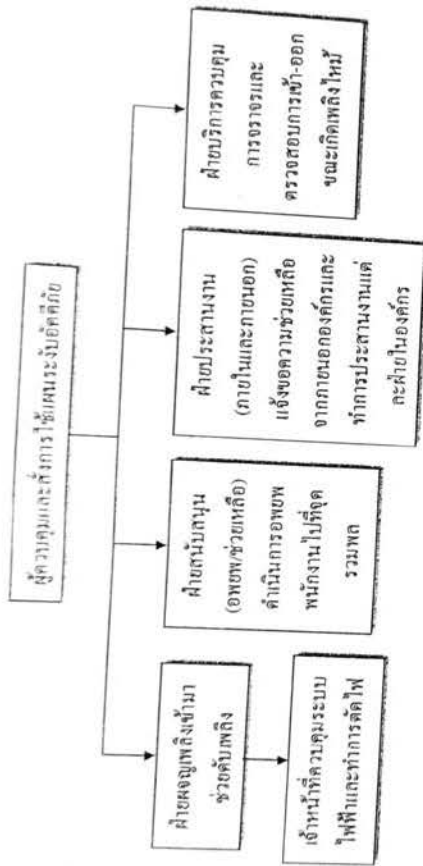 ผู้ควบคุมและสั่งการใช้แผนระงับอัคคีภัย
ฝ่ายผจญเพลิงเข้ามา
ช่วยดับเพลิง
เจ้าหน้าที่ควบคุมระบบ
ไฟฟ้าและทำการตัดไฟ
ฝ่ายสนับสนุน
(อพยพ/ช่วยเหลือ)
ดำเนินการอพยพ
พนักงานไปที่จุด
รวมพล
ฝ่ายประสานงาน
(ภายในและภายนอก)
แจ้งขอความช่วยเหลือ
จากภายนอกองค์กรและ
ทำการประสานงานแต่
ละฝ่ายในองค์กร
ฝ่ายบริการควบคุม
การจราจรและ
ตรวจสอบการเข้า-ออก
ขณะเกิดเพลิงไหม้